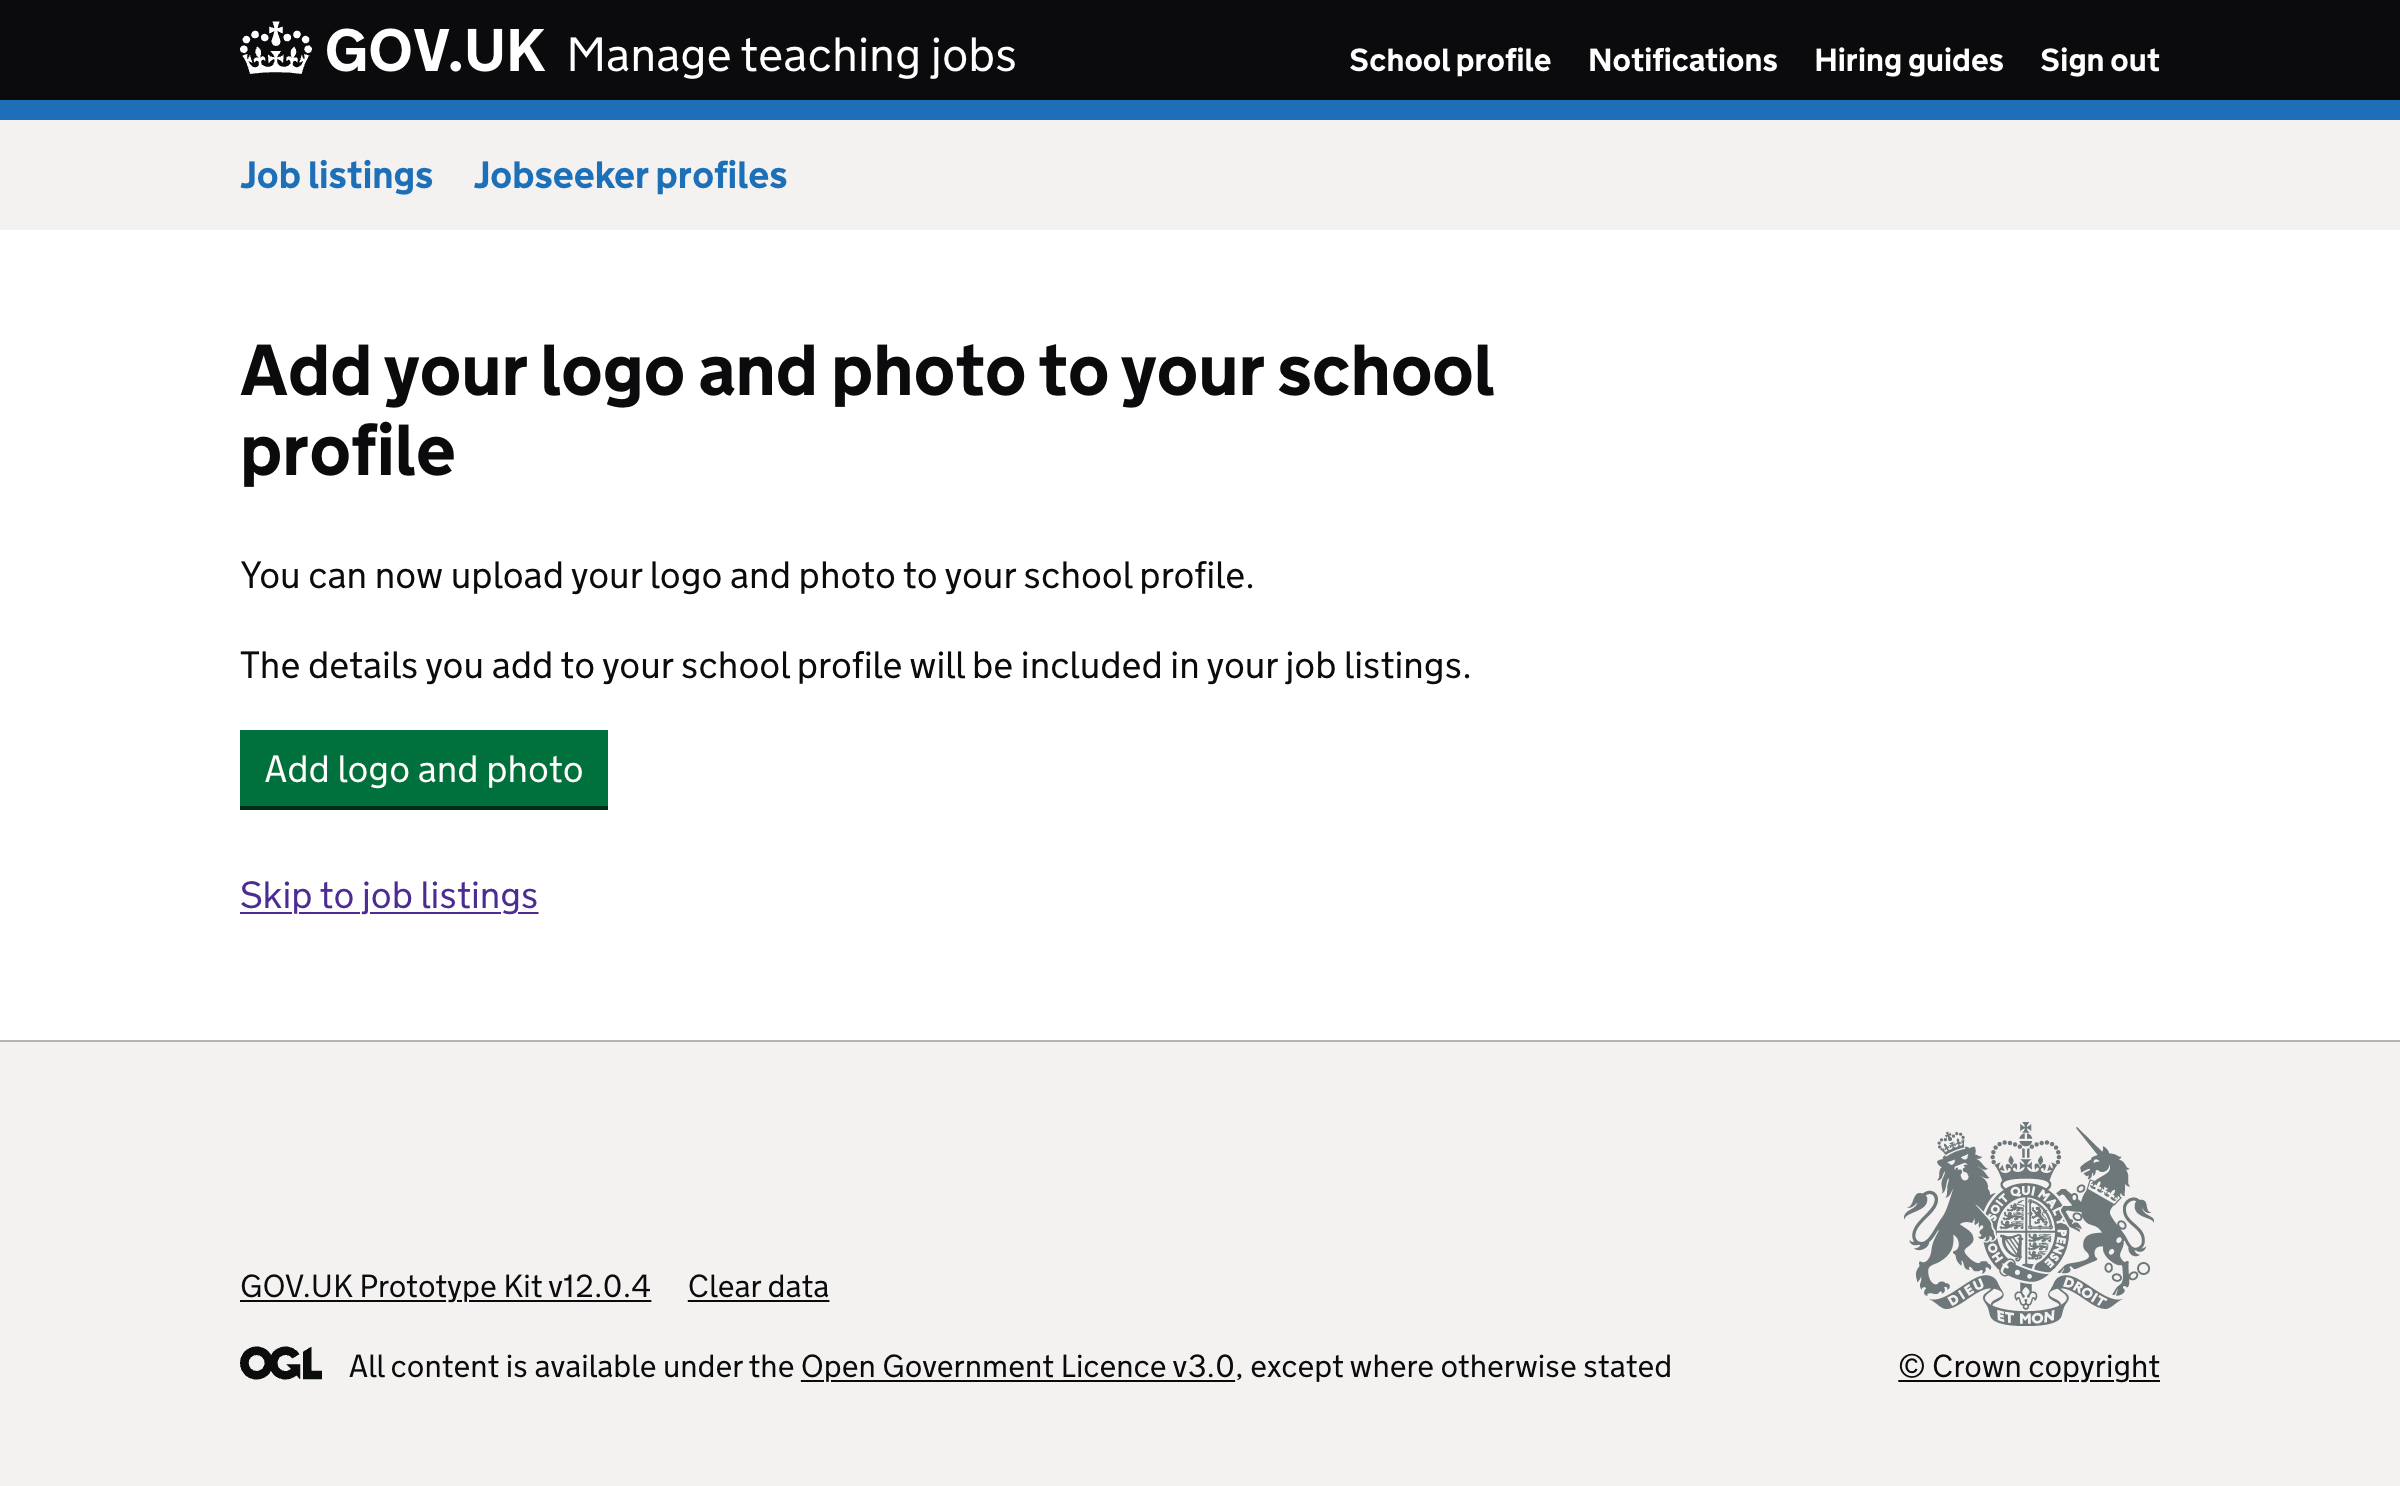 GOV.UK Manage teaching jobs
School profile Notifications Hiring guides Sign out
Job listings Jobseeker profiles
Add your logo and photo to your school
profile
You can now upload your logo and photo to your school profile.
The details you add to your school profile will be included in your job listings.
Add logo and photo
Skip to job listings
SOIT QUI MAL PENSE
HO
DIEU ET MON DROIT
GOV.UK Prototype Kit v12.0.4 Clear data
OGL All content is available under the Open Government Licence v3.0, except where otherwise stated
© Crown copyright